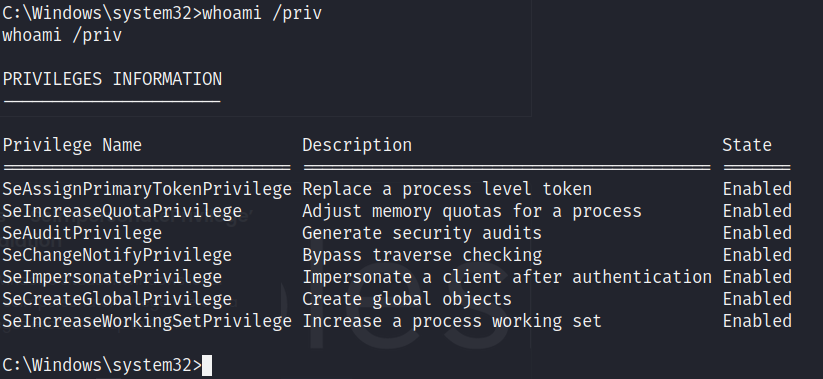 C:\Windows\system32>whoami /priv
whoami /priv

PRIVILEGES INFORMATION
----------------------

Privilege Name                Description                               State
============================= ========================================= =======
SeAssignPrimaryTokenPrivilege Replace a process level token             Enabled
SeIncreaseQuotaPrivilege      Adjust memory quotas for a process        Enabled
SeAuditPrivilege              Generate security audits                  Enabled
SeChangeNotifyPrivilege       Bypass traverse checking                  Enabled
SeImpersonatePrivilege        Impersonate a client after authentication Enabled
SeCreateGlobalPrivilege       Create global objects                     Enabled
SeIncreaseWorkingSetPrivilege Increase a process working set            Enabled

C:\Windows\system32>